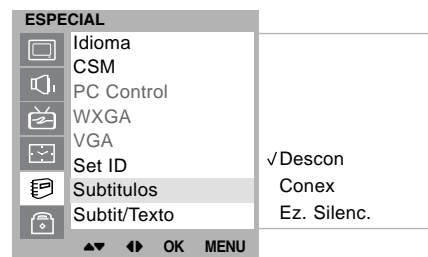 ESPECIAL
Idioma
CSM
PC Control
WXGA
VGA
Set ID
Subtitulos
Subtit/Texto
√Descon
Conex
Ez. Silenc.
▲▼ ◀▶ OK MENU